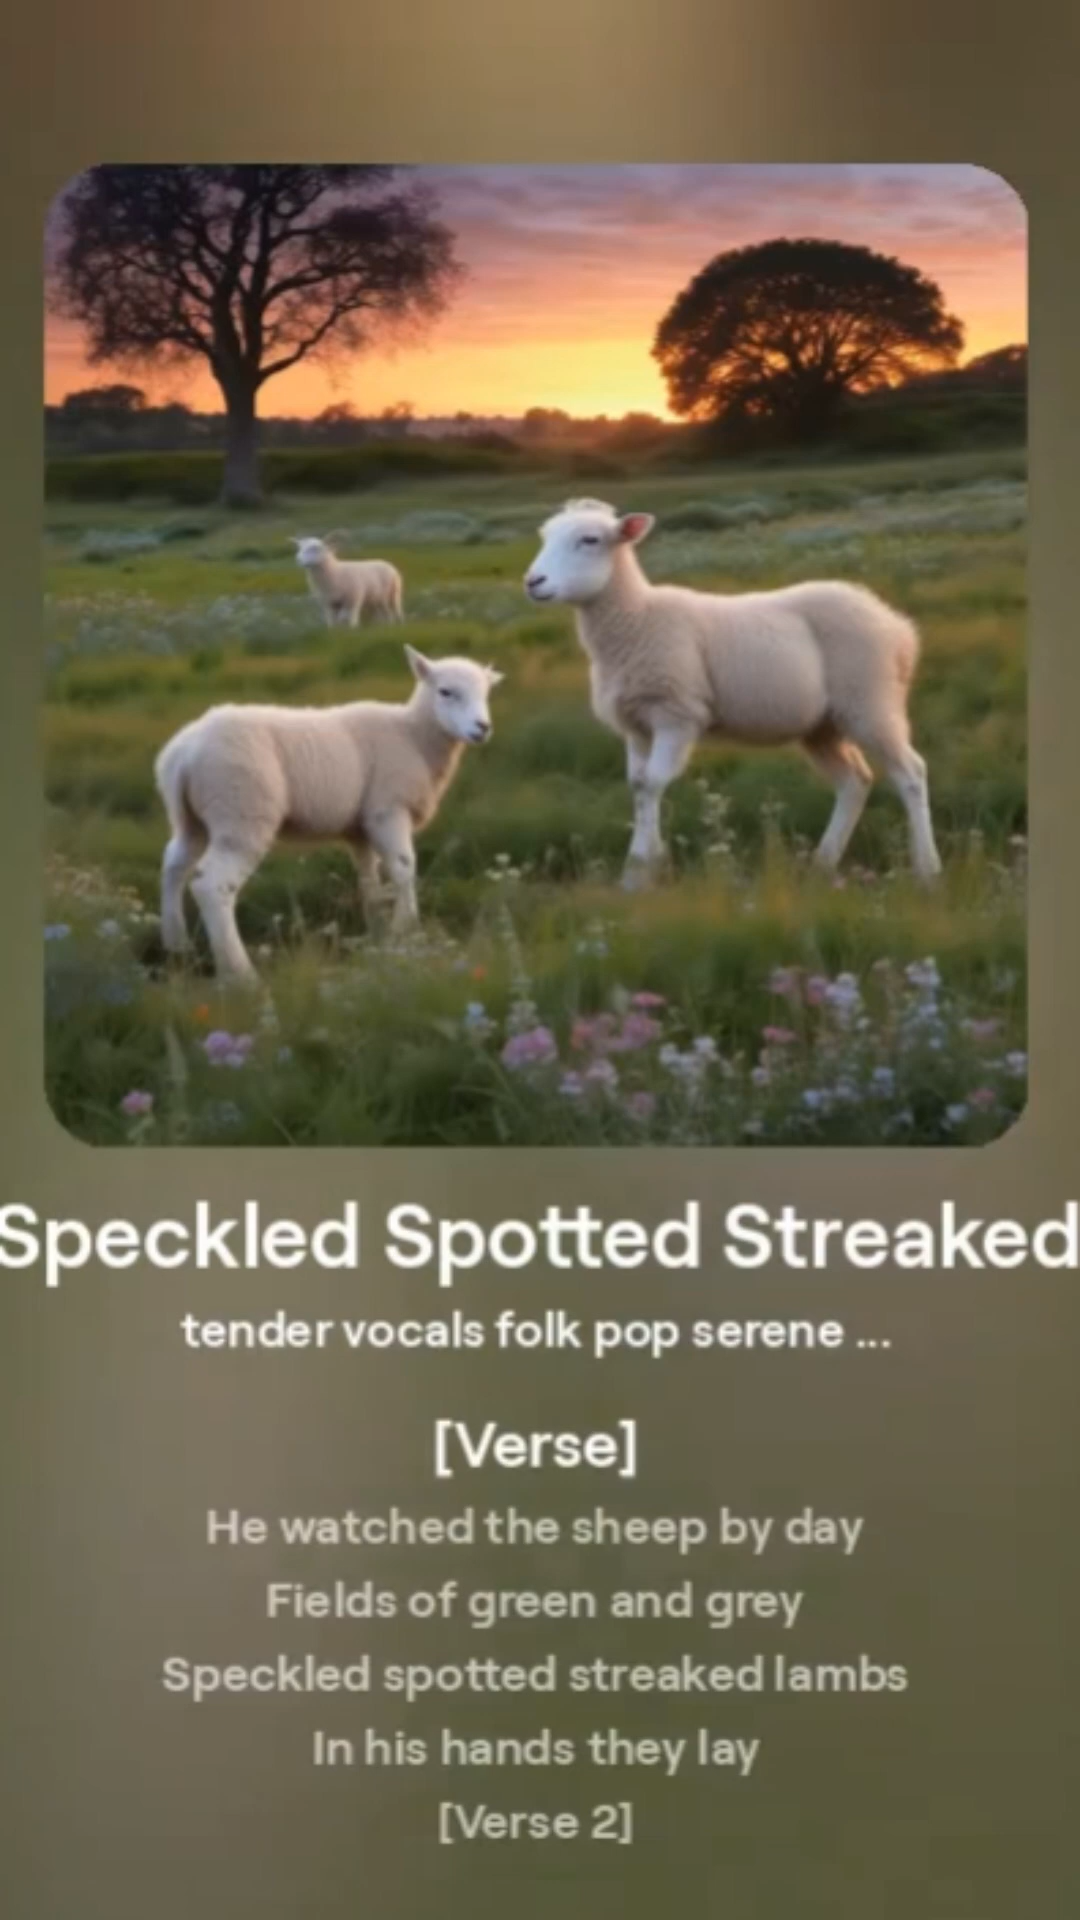 Speckled Spotted Streaked
tender vocals folk pop serene ...
[Verse]
He watched the sheep by day
Fields of green and grey
Speckled spotted streaked lambs
In his hands they lay
[Verse 2]